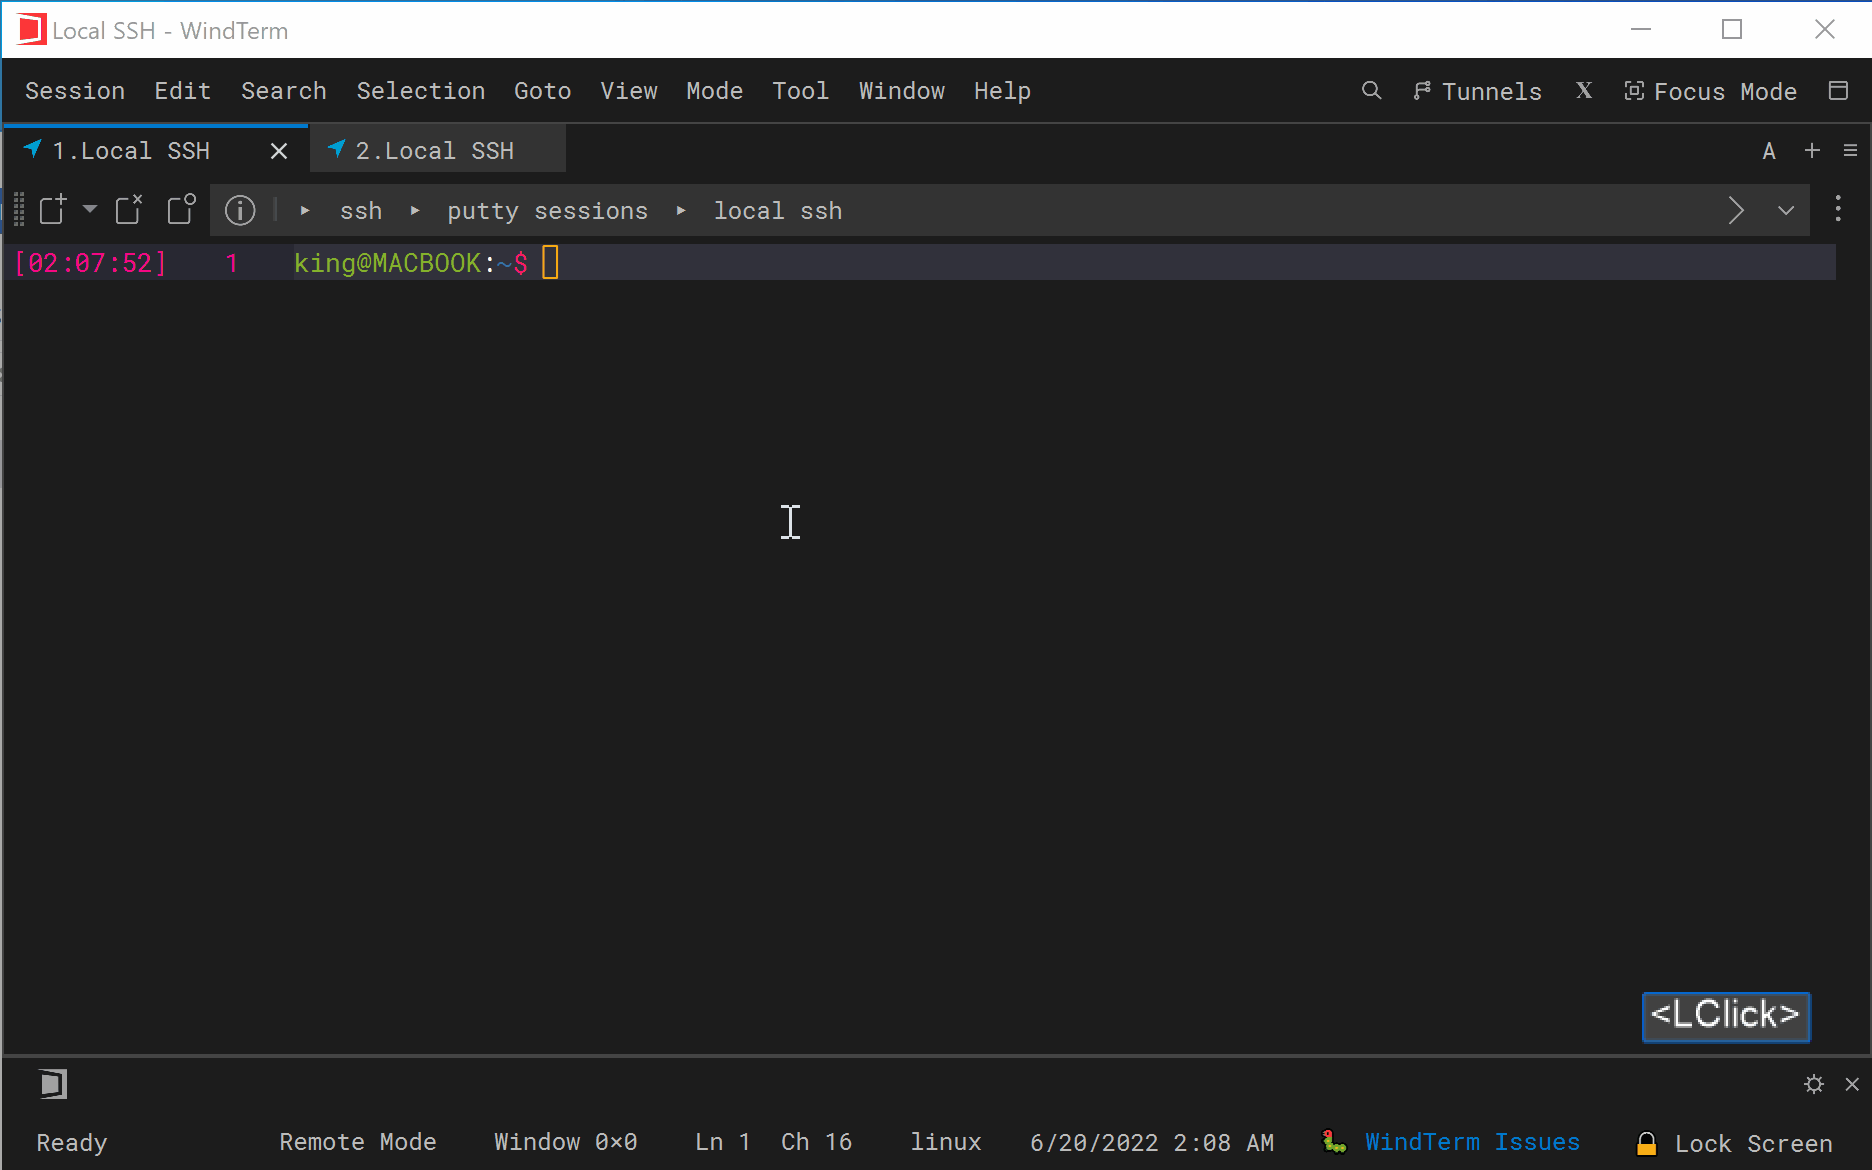 Local SSH - WindTerm
Session Edit Search Selection Goto View Mode Tool Window Help Tunnels X Focus Mode
1.Local SSH 2.Local SSH A
ssh putty sessions local ssh
[02:07:52] 1 king@MACBOOK:~$
<LClick>
Ready Remote Mode Window 0×0 Ln 1 Ch 16 linux 6/20/2022 2:08 AM WindTerm Issues Lock Screen